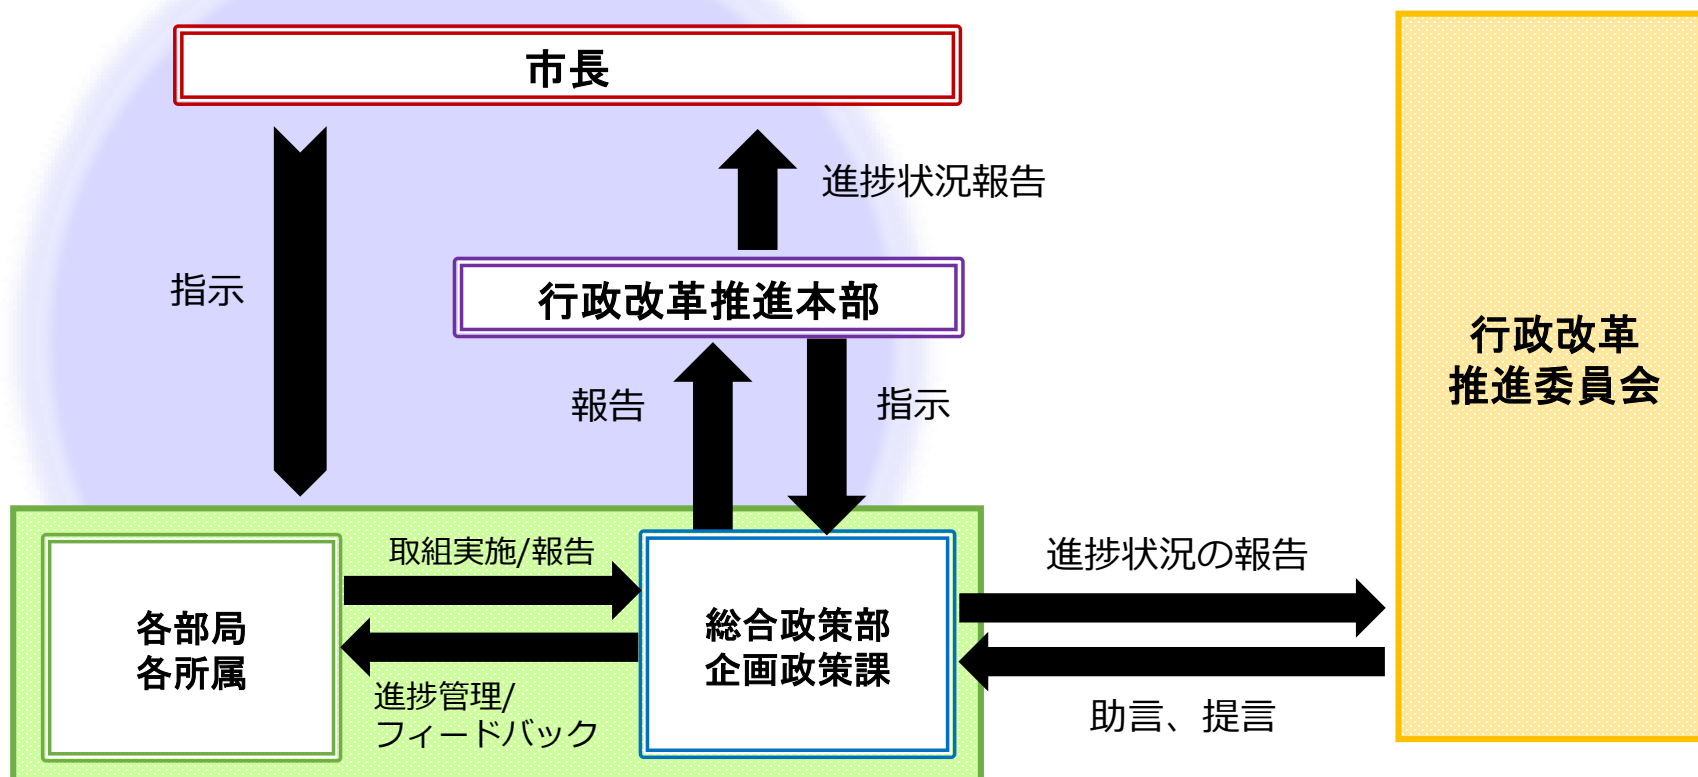 市長
進捗状況報告
指示
行政改革推進本部
報告
指示
行政改革
推進委員会
取組実施/報告
各部局
各所属
総合政策部
企画政策課
進捗管理/
フィードバック
進捗状況の報告
助言、提言